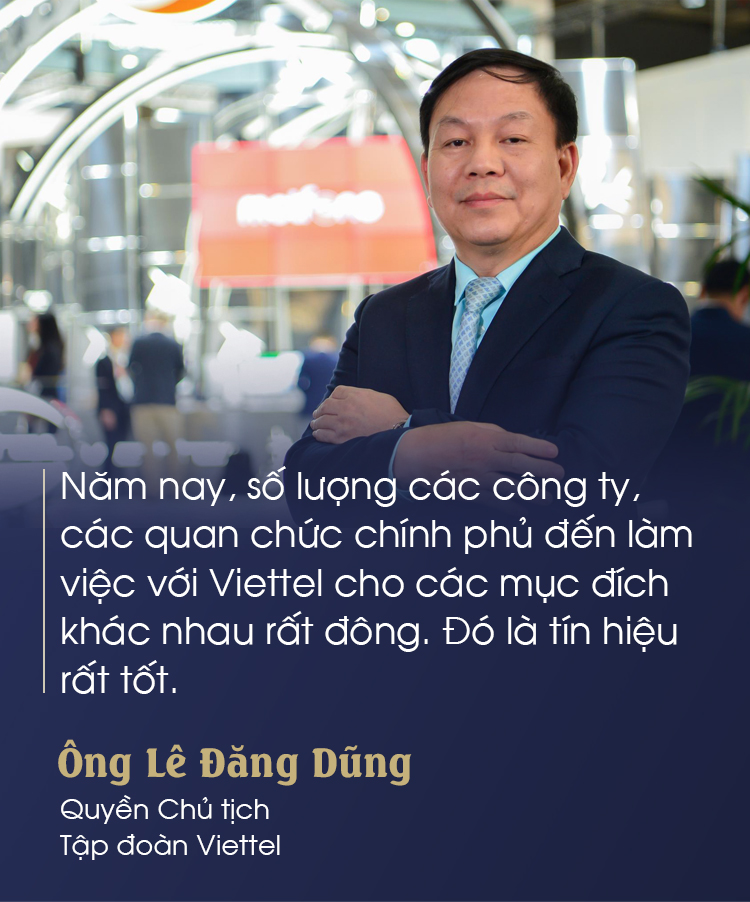 Năm nay, số lượng các công ty,
các quan chức chính phủ đến làm
việc với Viettel cho các mục đích
khác nhau rất đông. Đó là tín hiệu
rất tốt.
Ông Lê Đăng Dũng
Quyền Chủ tịch
Tập đoàn Viettel